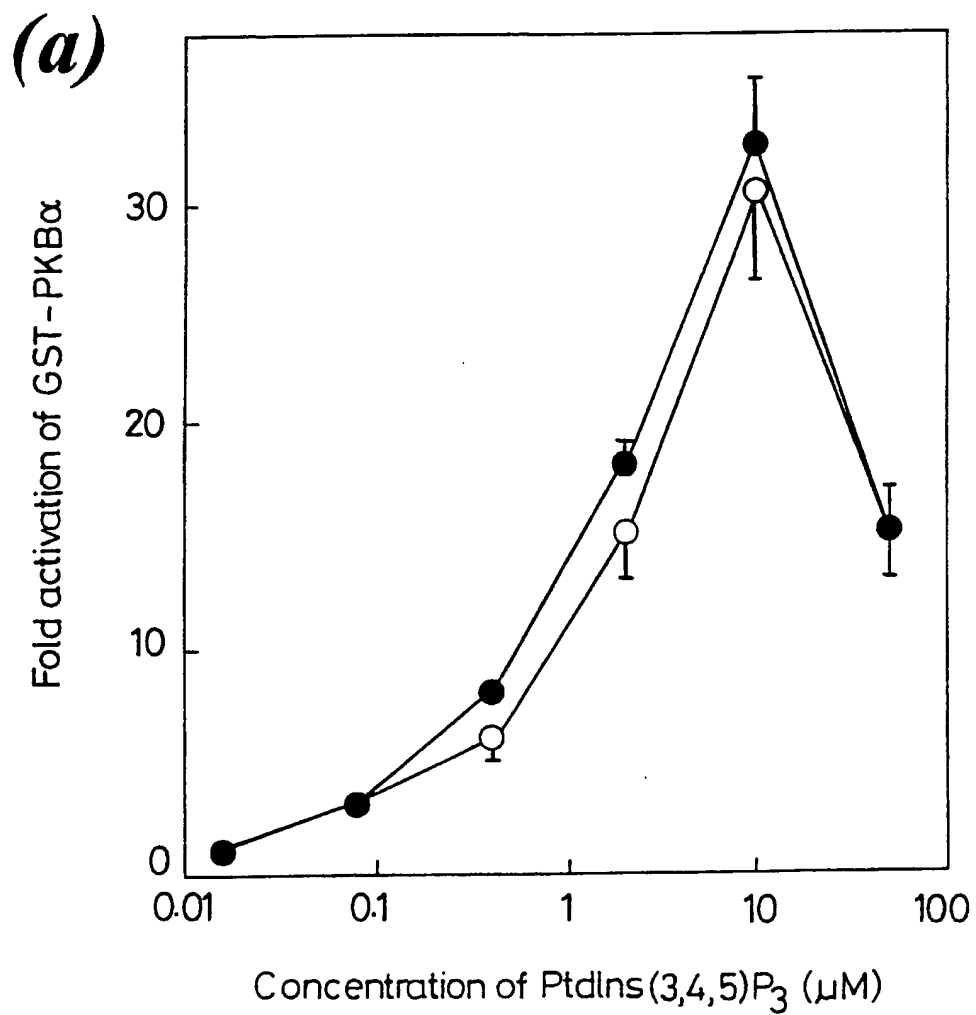 (a)
Fold activation of GST-PKBα
30
20
10
0
0.01 0.1 1 10 100
Concentration of PtdIns(3,4,5)P₃ (µM)